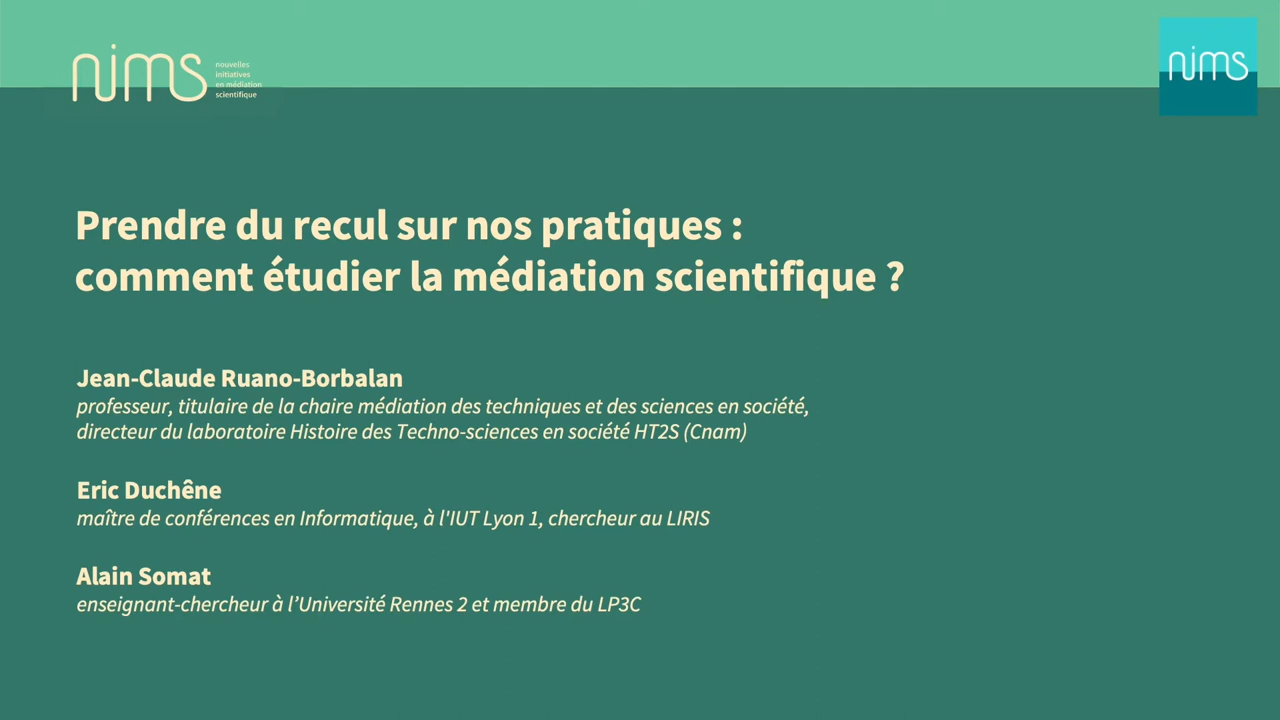 nims
nouvelles
initiatives
en médiation
scientifique
nims
Prendre du recul sur nos pratiques :
comment étudier la médiation scientifique ?
Jean-Claude Ruano-Borbalan
professeur, titulaire de la chaire médiation des techniques et des sciences en société,
directeur du laboratoire Histoire des Techno-sciences en société HT2S (Cnam)
Eric Duchêne
maître de conférences en Informatique, à l'IUT Lyon 1, chercheur au LIRIS
Alain Somat
enseignant-chercheur à l’Université Rennes 2 et membre du LP3C